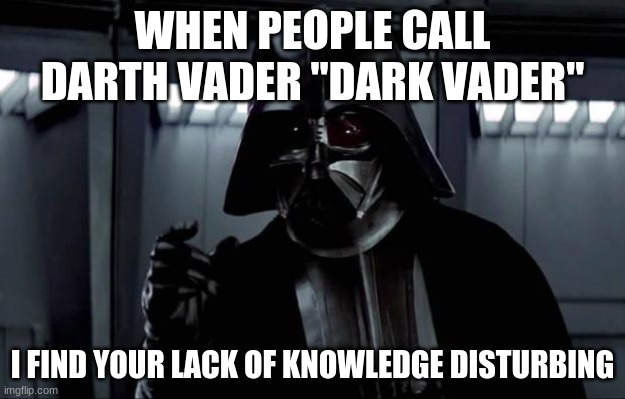 WHEN PEOPLE CALL
DARTH VADER "DARK VADER"
I FIND YOUR LACK OF KNOWLEDGE DISTURBING
imgflip.com